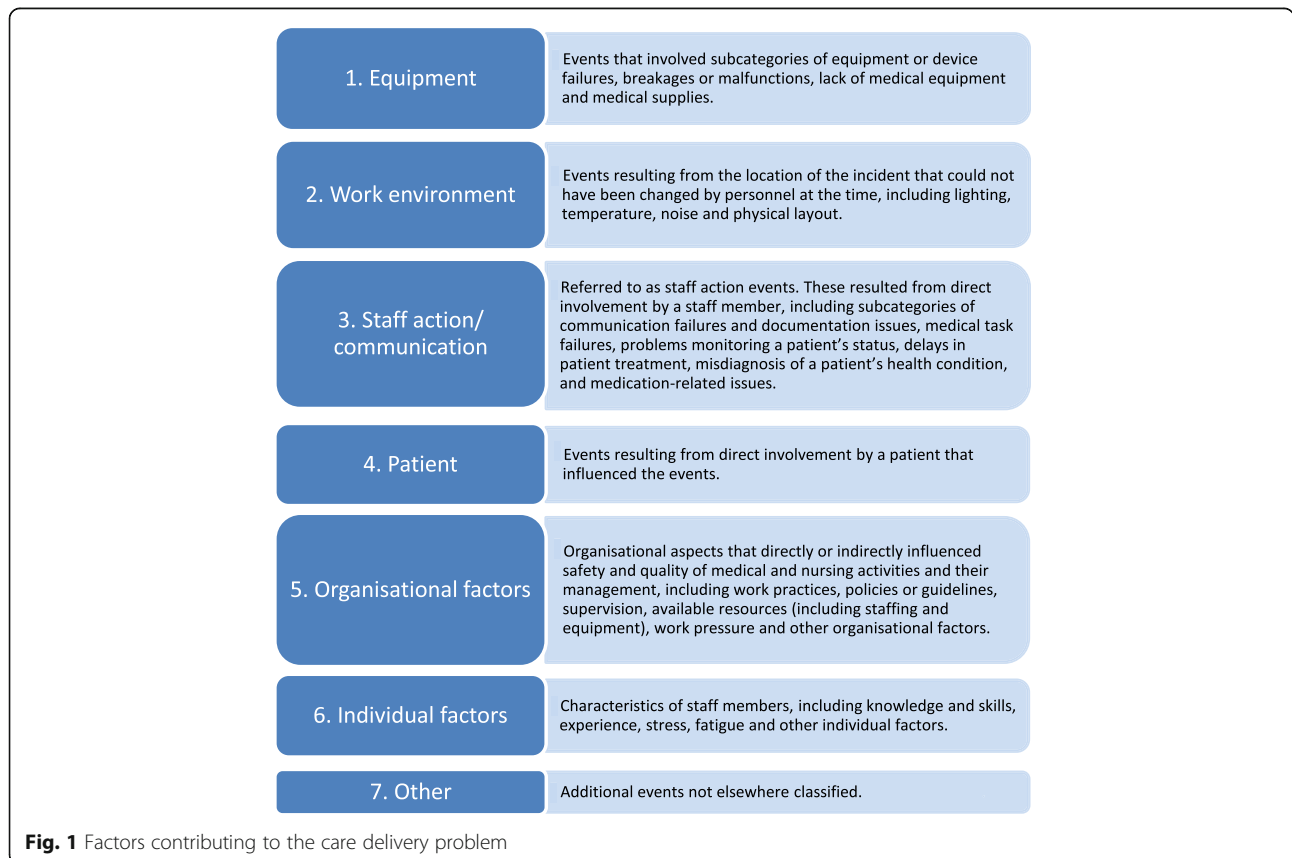 1. Equipment
Events that involved subcategories of equipment or device
failures, breakages or malfunctions, lack of medical equipment
and medical supplies.
2. Work environment
Events resulting from the location of the incident that could not
have been changed by personnel at the time, including lighting,
temperature, noise and physical layout.
3. Staff action/
communication
Referred to as staff action events. These resulted from direct
involvement by a staff member, including subcategories of
communication failures and documentation issues, medical task
failures, problems monitoring a patient's status, delays in
patient treatment, misdiagnosis of a patient's health condition,
and medication-related issues.
4. Patient
Events resulting from direct involvement by a patient that
influenced the events.
5. Organisational factors
Organisational aspects that directly or indirectly influenced
safety and quality of medical and nursing activities and their
management, including work practices, policies or guidelines,
supervision, available resources (including staffing and
equipment), work pressure and other organisational factors.
6. Individual factors
Characteristics of staff members, including knowledge and skills,
experience, stress, fatigue and other individual factors.
7. Other
Additional events not elsewhere classified.
Fig. 1 Factors contributing to the care delivery problem